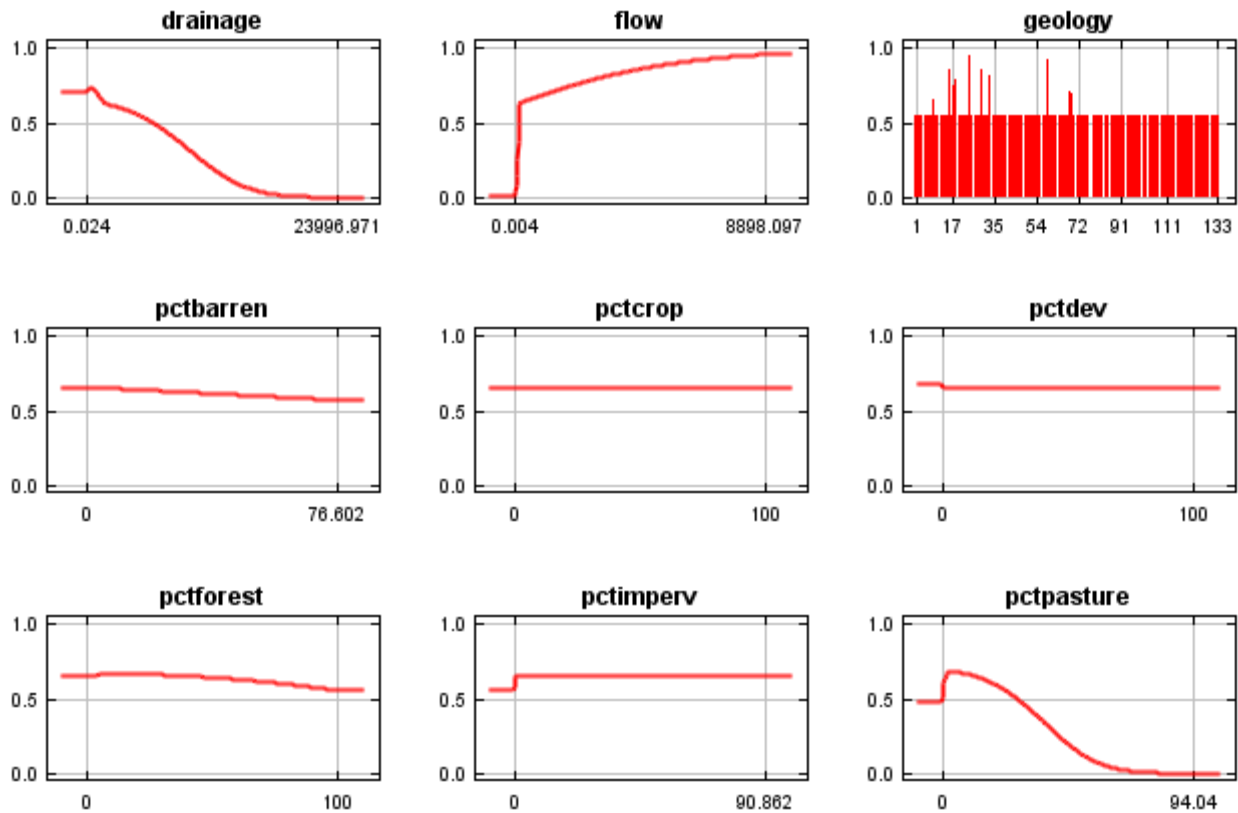 drainage flow geology
1.0 1.0 1.0
0.5 0.5 0.5
0.0 0.0 0.0
0.024 23996.971 0.004 8898.097 1 17 35 54 72 91 111 133
pctbarren pctcrop pctdev
1.0 1.0 1.0
0.5 0.5 0.5
0.0 0.0 0.0
0 76.602 0 100 0 100
pctforest pctimperv pctpasture
1.0 1.0 1.0
0.5 0.5 0.5
0.0 0.0 0.0
0 100 0 90.862 0 94.04